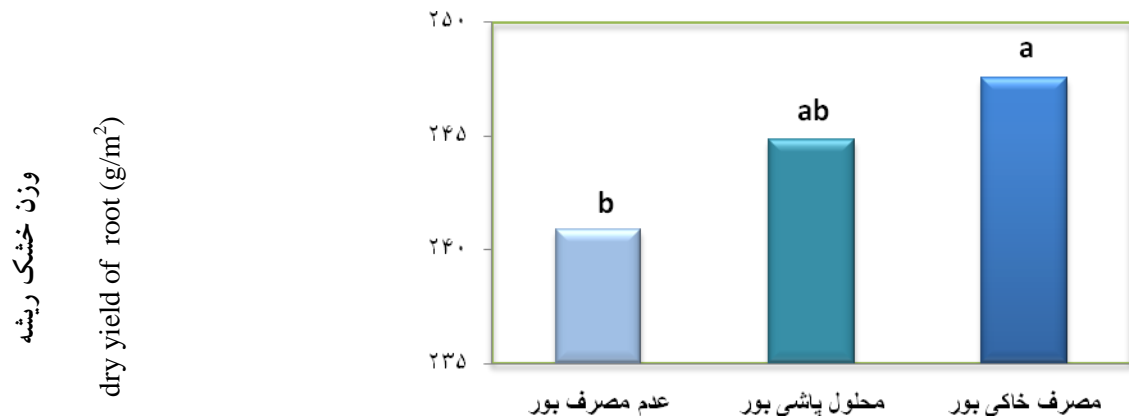 وزن خشک ریشه
dry yield of root (g/m²)
۲۵۰
۲۴۵
۲۴۰
۲۳۵
a
ab
b
عدم مصرف بور
محلول پاشی بور
مصرف خاکی بور